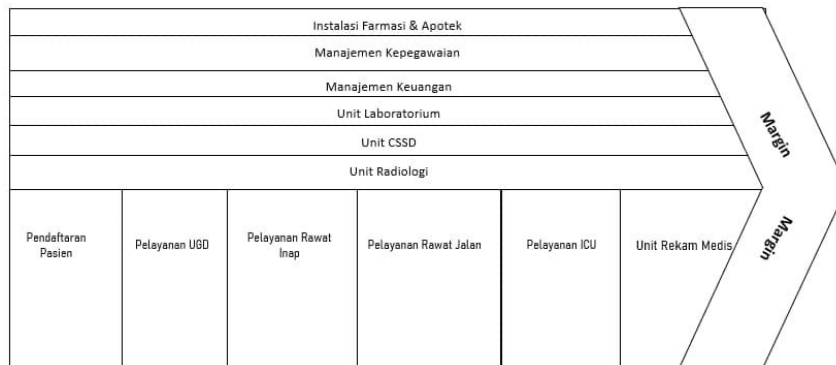 Instalasi Farmasi & Apotek
Manajemen Kepegawaian
Manajemen Keuangan
Unit Laboratorium
Unit CSSD
Unit Radiologi
Margin
Pendaftaran
Pasien
Pelayanan UGD
Pelayanan Rawat
Inap
Pelayanan Rawat Jalan
Pelayanan ICU
Unit Rekam Medis
Margin